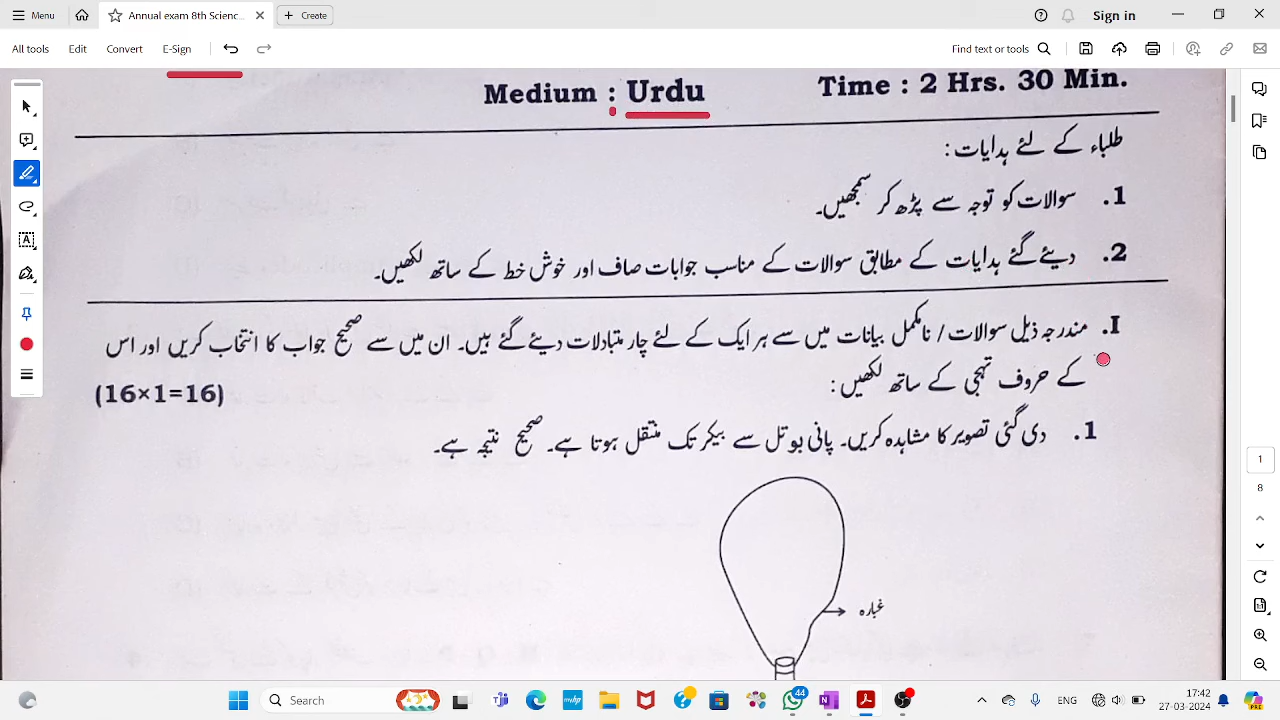 Menu
Annual exam 8th Scienc...
Create
Sign in
All tools
Edit
Convert
E-Sign
Find text or tools
Medium : Urdu
Time : 2 Hrs. 30 Min.
طلباء کے لئے ہدایات :
1. سوالات کو توجہ سے پڑھ کر سمجھیں۔
2. دیئے گئے ہدایات کے مطابق سوالات کے مناسب جوابات صاف اور خوش خط کے ساتھ لکھیں۔
I. مندرجہ ذیل سوالات / نامکمل بیانات میں سے ہر ایک کے لئے چار متبادلات دیئے گئے ہیں۔ ان میں سے صحیح جواب کا انتخاب کریں اور اس
کے حروف تہجی کے ساتھ لکھیں :
(16×1=16)
1. دی گئی تصویر کا مشاہدہ کریں۔ پانی بوتل سے بیکر تک منتقل ہوتا ہے۔ صحیح نتیجہ ہے۔
غبارہ
1
8
Search
44
ENG
17:42
27-03-2024